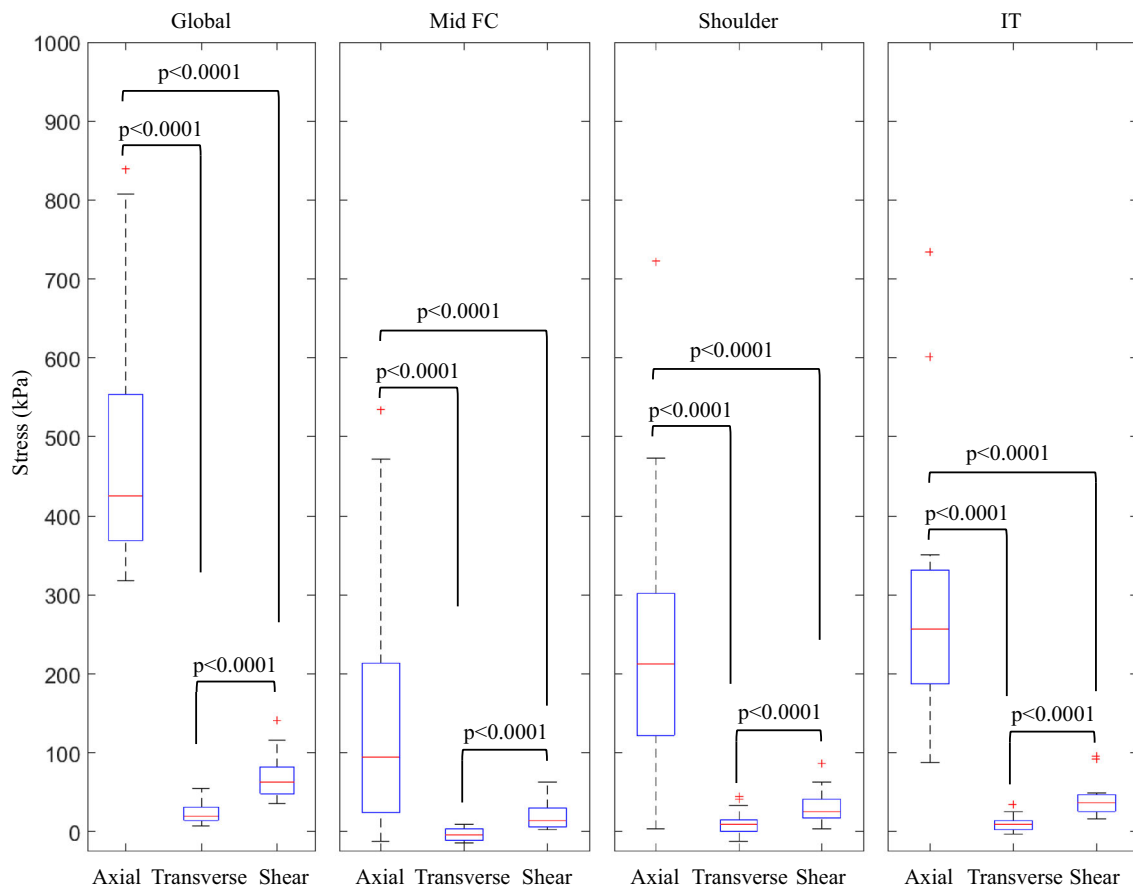 Global Mid FC Shoulder IT
1000
900
800
700
600
500
400
300
200
100
0
Stress (kPa)
p<0.0001
p<0.0001
p<0.0001
p<0.0001
p<0.0001
p<0.0001
p<0.0001
p<0.0001
p<0.0001
p<0.0001
p<0.0001
p<0.0001
Axial Transverse Shear Axial Transverse Shear Axial Transverse Shear Axial Transverse Shear